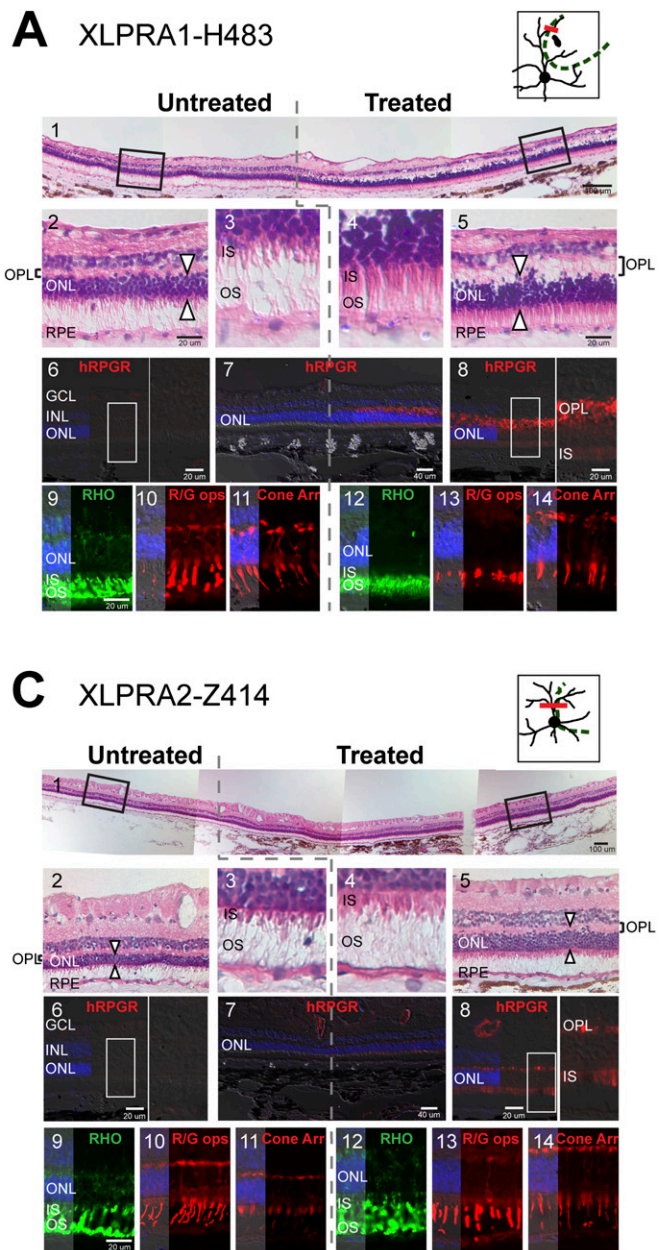 A XLPRA1-H483
Untreated Treated
1
100 um
2 3 4 5
OPL ONL RPE 20 um
IS OS
IS OS
ONL RPE 20 um OPL
6 hRPGR 7 hRPGR 8 hRPGR
GCL INL ONL 20 um
ONL 40 um
ONL 20 um OPL IS 20 um
9 RHO 10 R/G ops 11 Cone Arr 12 RHO 13 R/G ops 14 Cone Arr
ONL IS OS 20 um
ONL IS OS
C XLPRA2-Z414
Untreated Treated
1
100 um
2 3 4 5
OPL ONL RPE 20 um
IS OS
IS OS
ONL RPE 20 um OPL
6 hRPGR 7 hRPGR 8 hRPGR
GCL INL ONL 20 um
ONL 40 um
ONL 20 um OPL IS
9 RHO 10 R/G ops 11 Cone Arr 12 RHO 13 R/G ops 14 Cone Arr
ONL IS OS 20 um
ONL IS OS